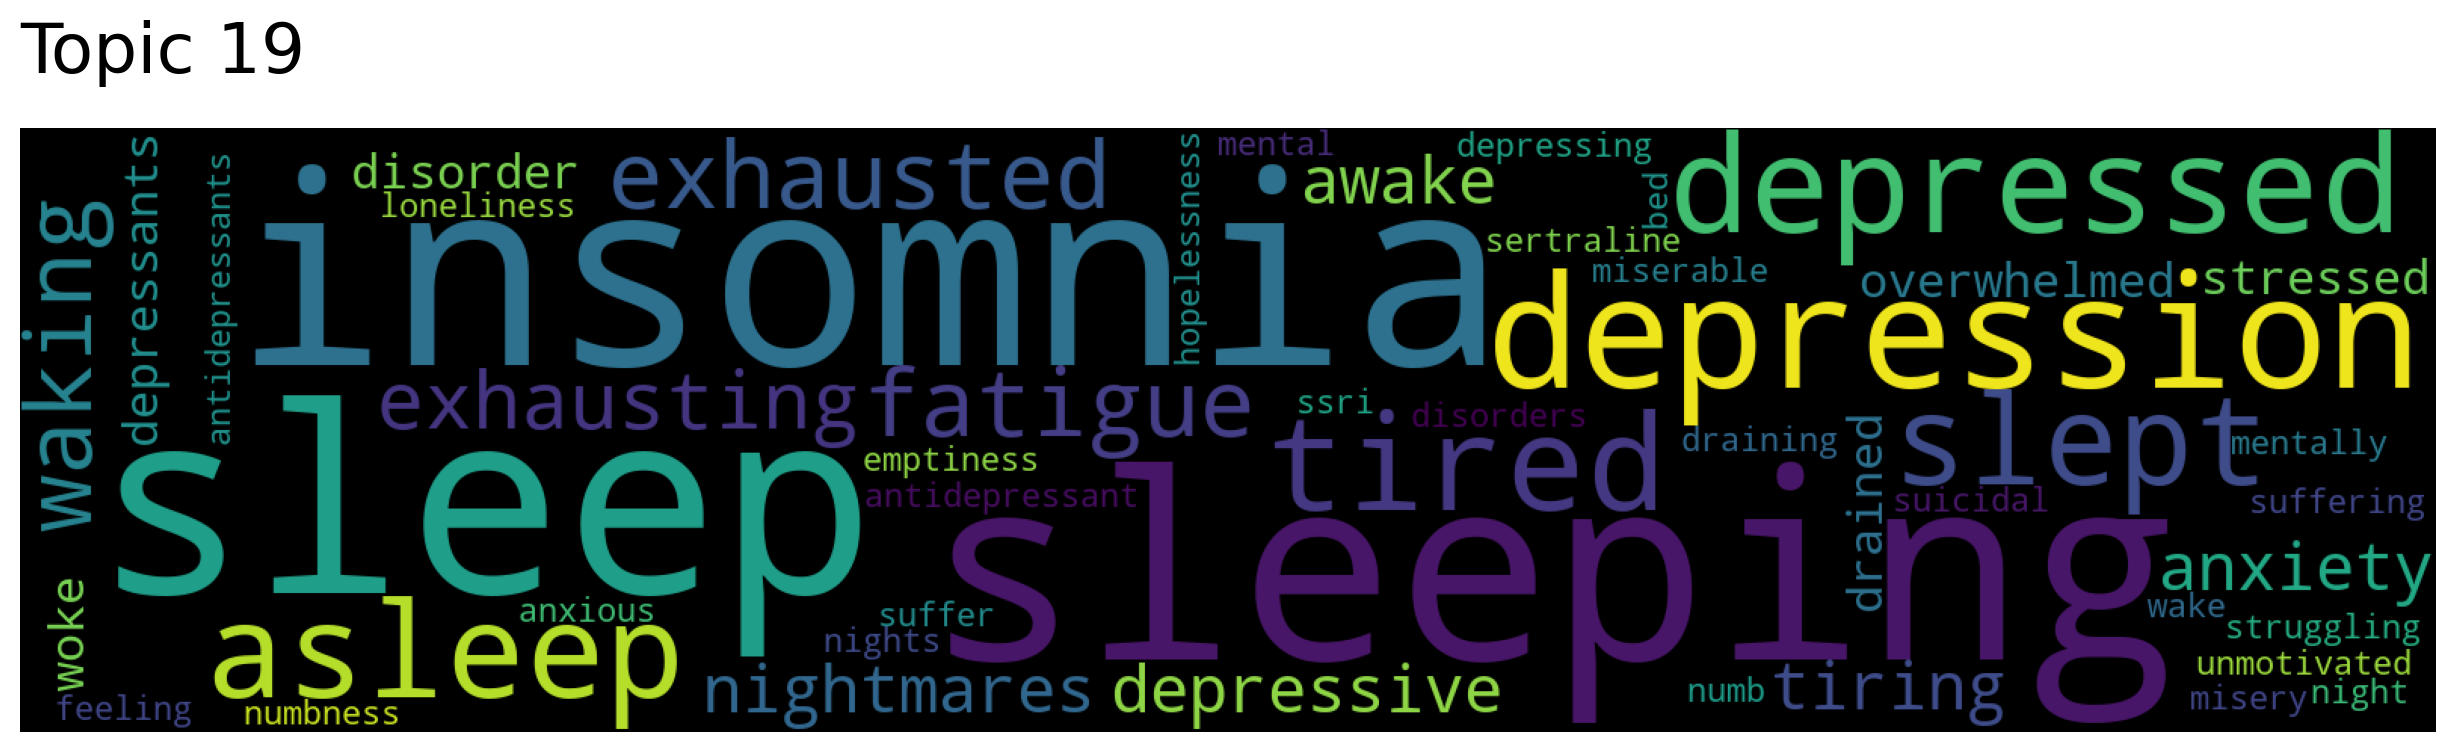 Topic 19
waking
depressants
antidepressants
disorder
loneliness
exhausted
insomnia
hopelessness
mental
awake
depressing
bed
depressed
sertraline
miserable
overwhelmed
stressed
depression
exhausting
fatigue
ssri
disorders
tired
draining
drained
slept
mentally
sleep
emptiness
antidepressant
sleeping
suicidal
suffering
anxiety
woke
asleep
anxious
suffer
nights
wake
struggling
feeling
numbness
nightmares
depressive
numb
tiring
unmotivated
misery
night